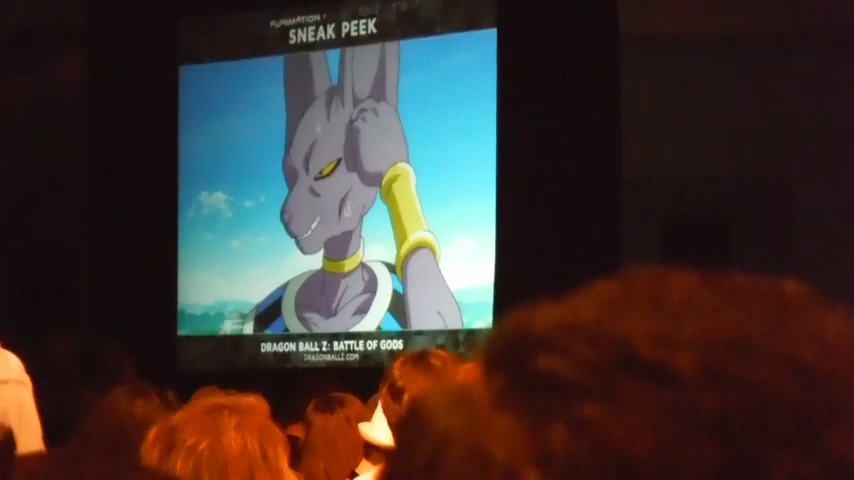 FUNIMATION
SNEAK PEEK
DRAGON BALL Z: BATTLE OF GODS
DRAGONBALLZ.COM